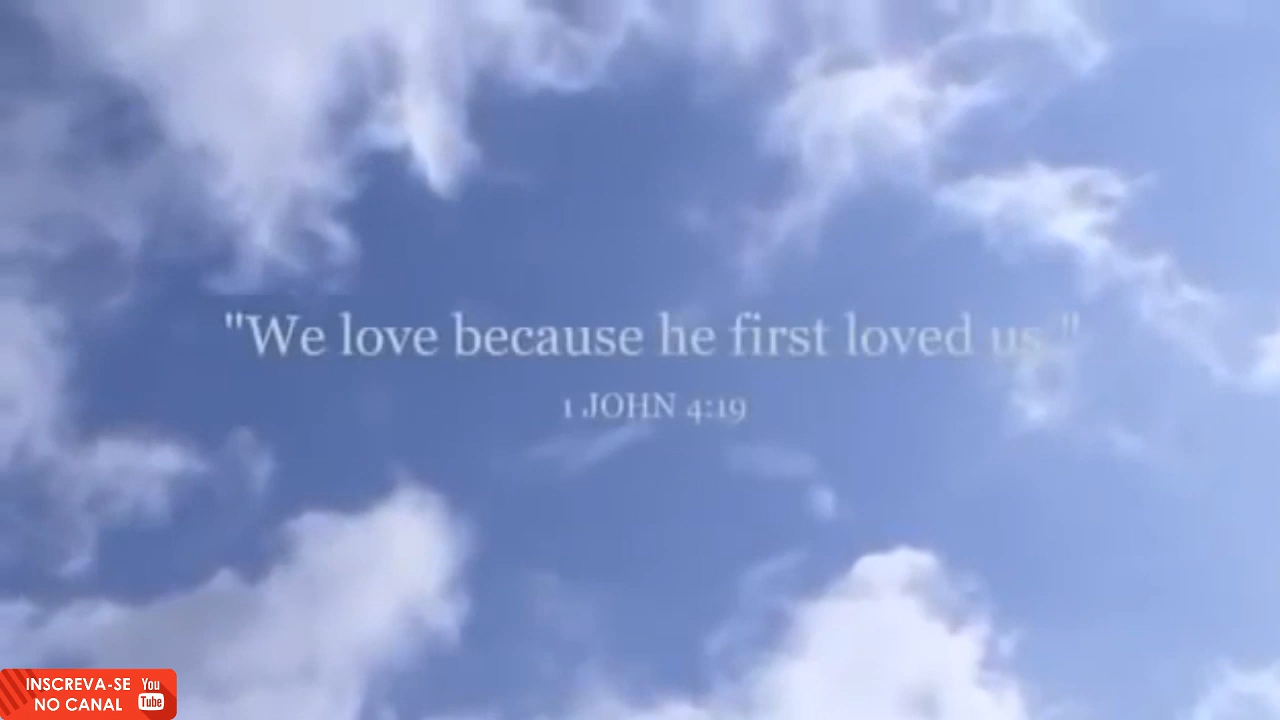 "We love because he first loved us."
1 JOHN 4:19
INSCREVA-SE
NO CANAL
You
Tube